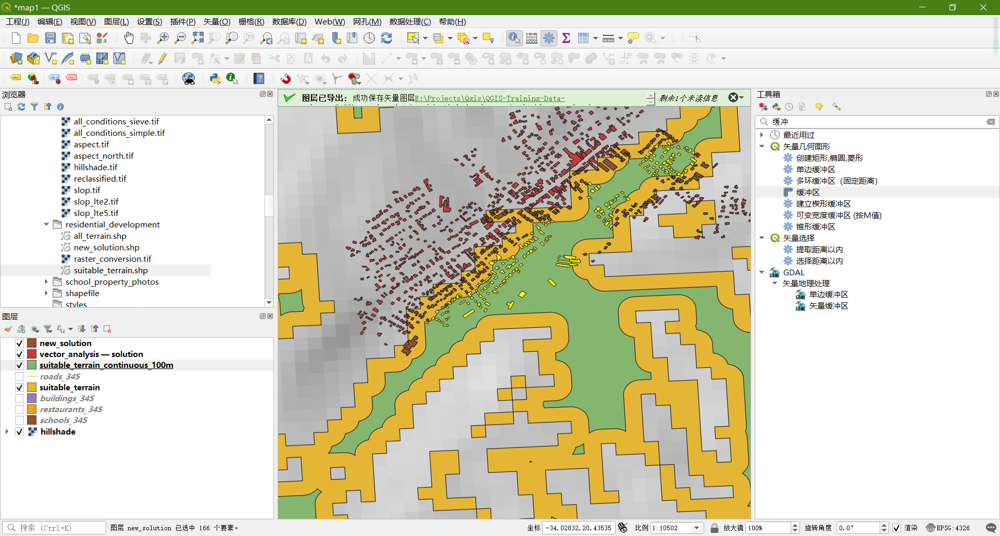 *map1 — QGIS
工程(J) 编辑(E) 视图(V) 图层(L) 设置(S) 插件(P) 矢量(O) 栅格(R) 数据库(D) Web(W) 网孔(M) 数据处理(C) 帮助(H)
浏览器
all_conditions_sieve.tif
all_conditions_simple.tif
aspect.tif
aspect_north.tif
hillshade.tif
reclassified.tif
slop.tif
slop_lte2.tif
slop_lte5.tif
residential_development
all_terrain.shp
new_solution.shp
raster_conversion.tif
suitable_terrain.shp
school_property_photos
shapefile
styles
图层
new_solution
vector_analysis — solution
suitable_terrain_continuous_100m
roads_34S
suitable_terrain
buildings_34S
restaurants_34S
schools_34S
hillshade
图层已导出：成功保存矢量图层E:\Projects\Qgis\QGIS-Training-Data-
剩余1个未读信息
工具箱
缓冲
最近用过
矢量几何图形
创建矩形,椭圆,菱形
单边缓冲区
多环缓冲区（固定距离）
缓冲区
建立楔形缓冲区
可变宽度缓冲区 (按M值)
锥形缓冲区
矢量选择
提取距离以内
选择距离以内
GDAL
矢量地理处理
单边缓冲区
矢量缓冲区
搜索 (Ctrl+K)
图层 new_solution 已选中 166 个要素。
坐标 -34.02832,20.43535 比例 1:10502 放大镜 100% 旋转角度 0.0° 渲染 EPSG:4326